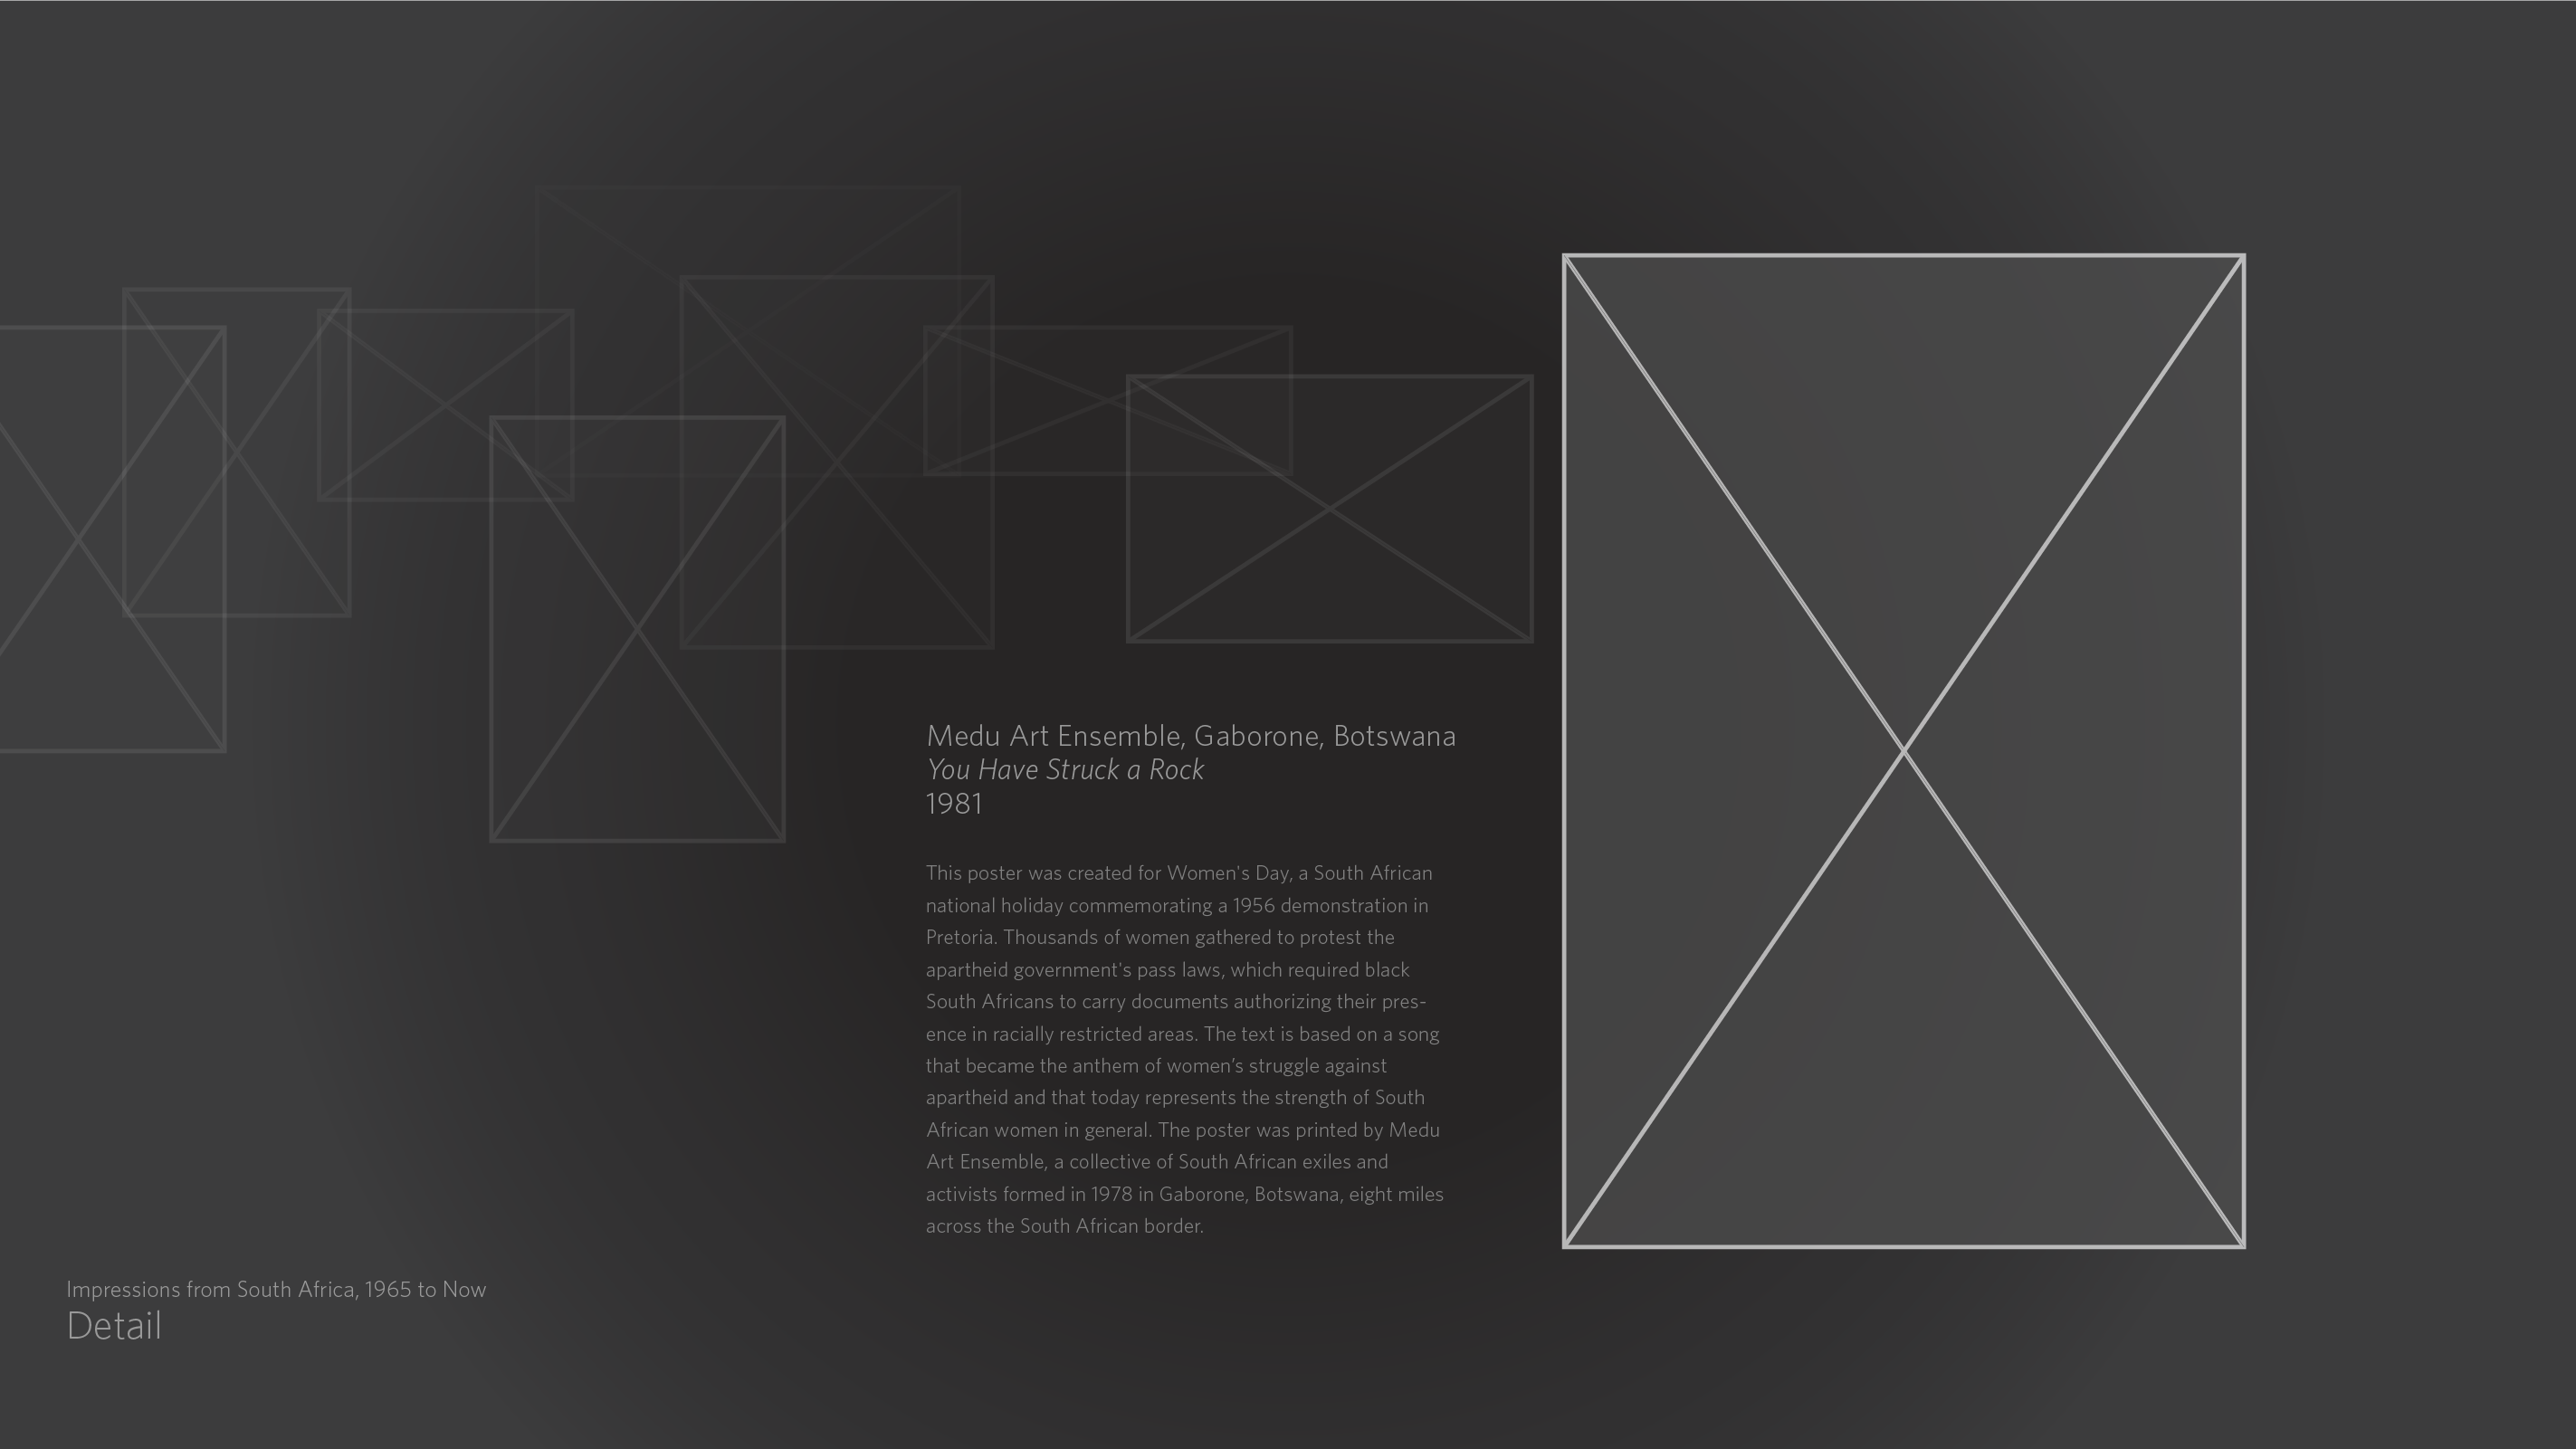 Medu Art Ensemble, Gaborone, Botswana
You Have Struck a Rock
1981
This poster was created for Women's Day, a South African
national holiday commemorating a 1956 demonstration in
Pretoria. Thousands of women gathered to protest the
apartheid government's pass laws, which required black
South Africans to carry documents authorizing their pres-
ence in racially restricted areas. The text is based on a song
that became the anthem of women’s struggle against
apartheid and that today represents the strength of South
African women in general. The poster was printed by Medu
Art Ensemble, a collective of South African exiles and
activists formed in 1978 in Gaborone, Botswana, eight miles
across the South African border.
Impressions from South Africa, 1965 to Now
Detail